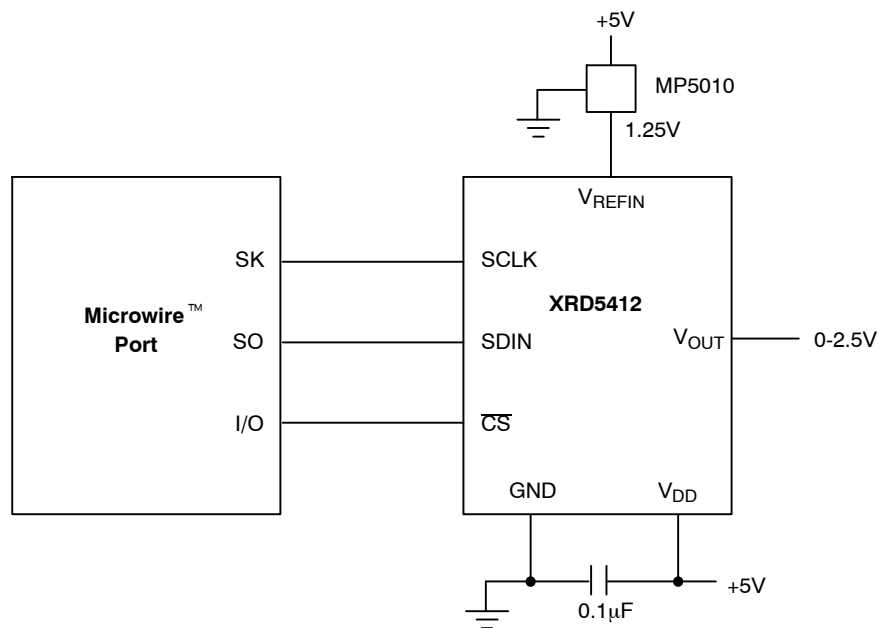 +5V
MP5010
1.25V
VREFIN
SK
SCLK
XRD5412
Microwire™
Port
SO
SDIN
VOUT
0-2.5V
I/O
CS
GND
VDD
+5V
0.1μF